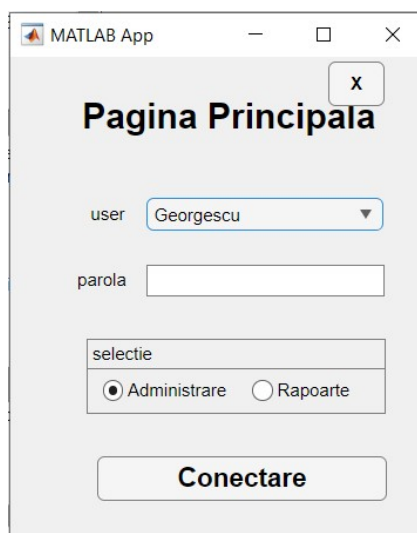 MATLAB App
X
Pagina Principala
user Georgescu
parola
selectie
Administrare Rapoarte
Conectare